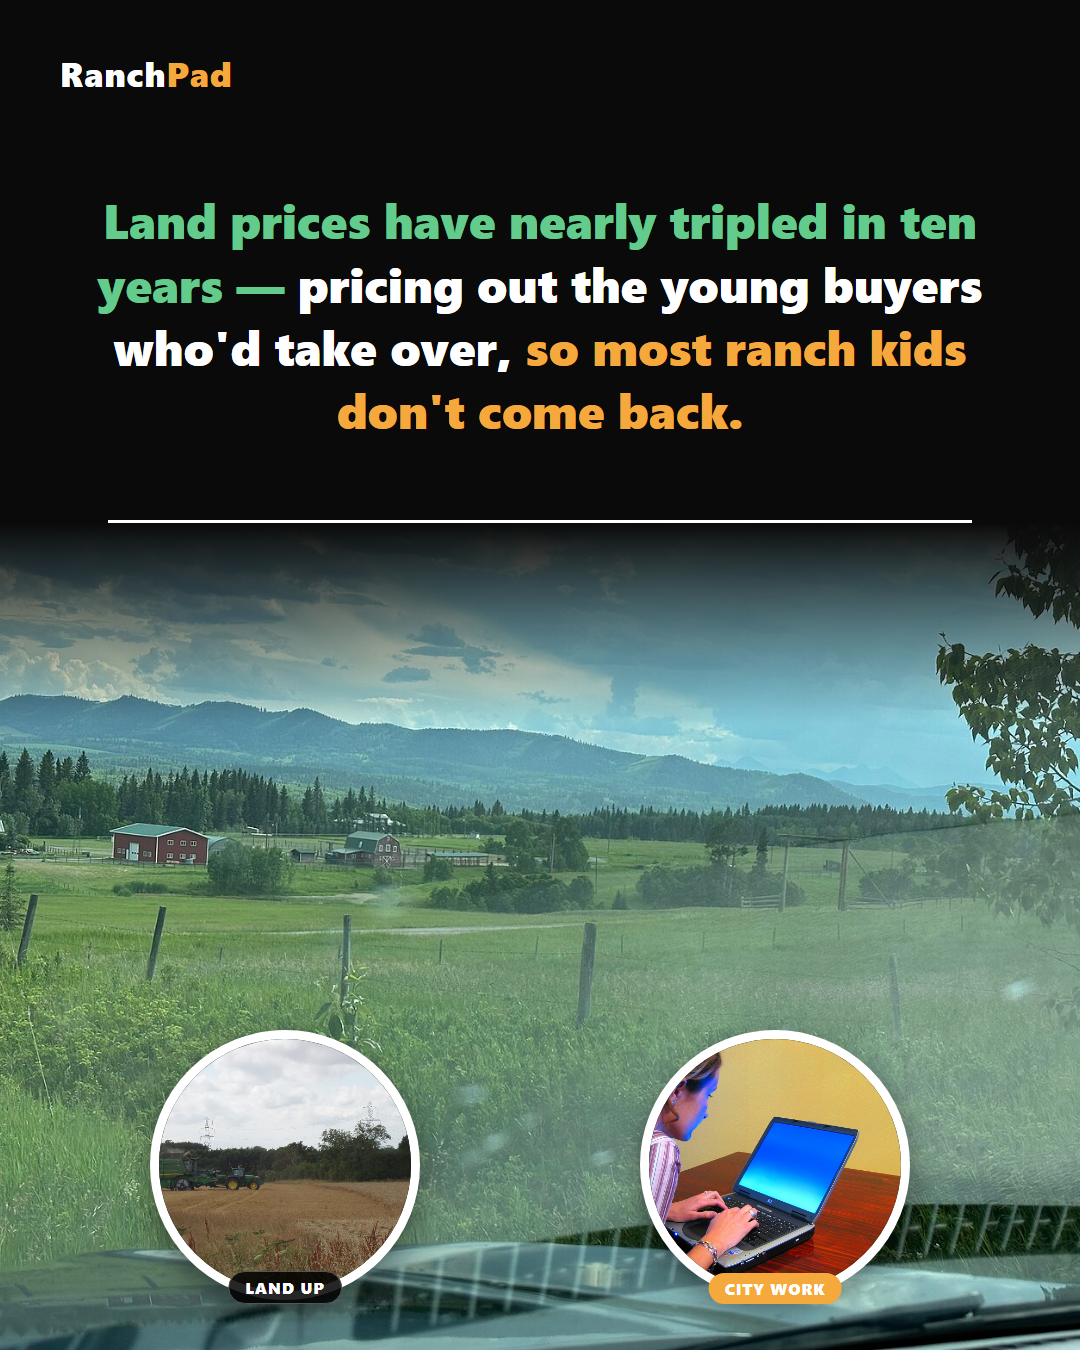 RanchPad
Land prices have nearly tripled in ten
years — pricing out the young buyers
who'd take over, so most ranch kids
don't come back.
LAND UP
CITY WORK